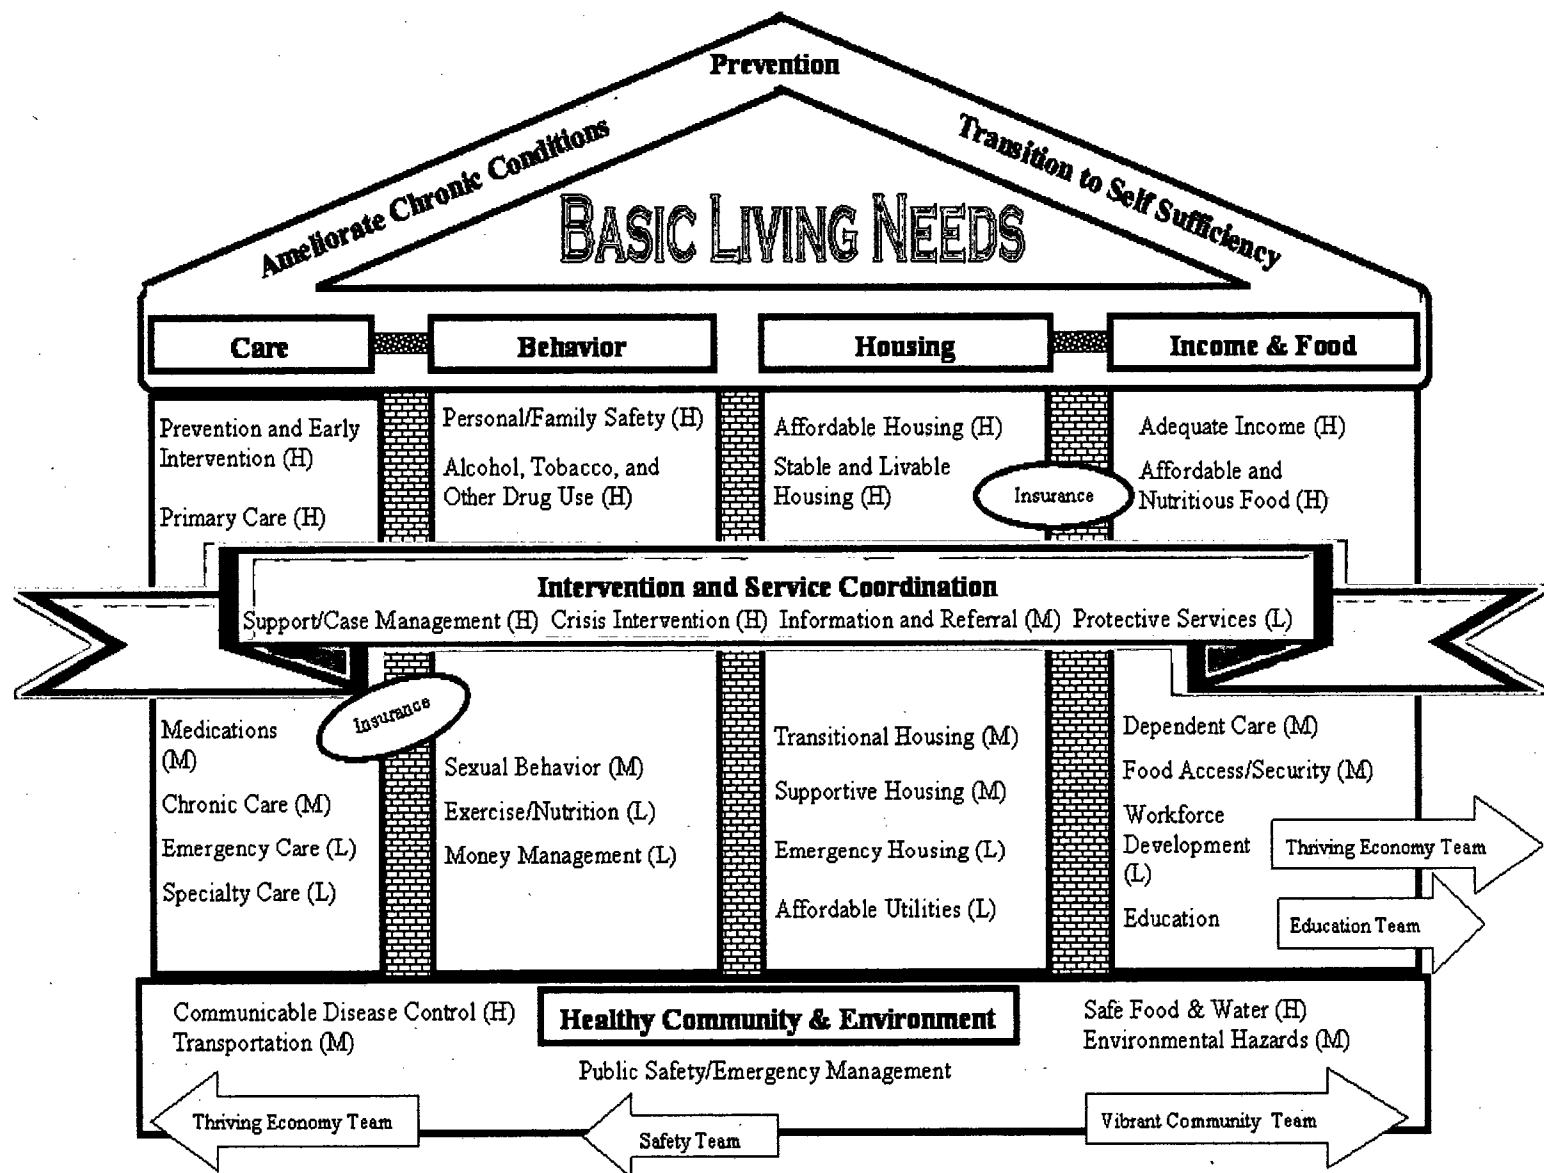 Prevention
Ameliorate Chronic Conditions
Transition to Self Sufficiency
BASIC LIVING NEEDS
Care
Behavior
Housing
Income & Food
Prevention and Early
Intervention (H)
Primary Care (H)
Personal/Family Safety (H)
Alcohol, Tobacco, and
Other Drug Use (H)
Affordable Housing (H)
Stable and Livable
Housing (H)
Insurance
Adequate Income (H)
Affordable and
Nutritious Food (H)
Intervention and Service Coordination
Support/Case Management (H) Crisis Intervention (H) Information and Referral (M) Protective Services (L)
Insurance
Medications
(M)
Chronic Care (M)
Emergency Care (L)
Specialty Care (L)
Sexual Behavior (M)
Exercise/Nutrition (L)
Money Management (L)
Transitional Housing (M)
Supportive Housing (M)
Emergency Housing (L)
Affordable Utilities (L)
Dependent Care (M)
Food Access/Security (M)
Workforce
Development
(L)
Education
Thriving Economy Team
Education Team
Communicable Disease Control (H)
Transportation (M)
Healthy Community & Environment
Safe Food & Water (H)
Environmental Hazards (M)
Public Safety/Emergency Management
Thriving Economy Team
Safety Team
Vibrant Community Team